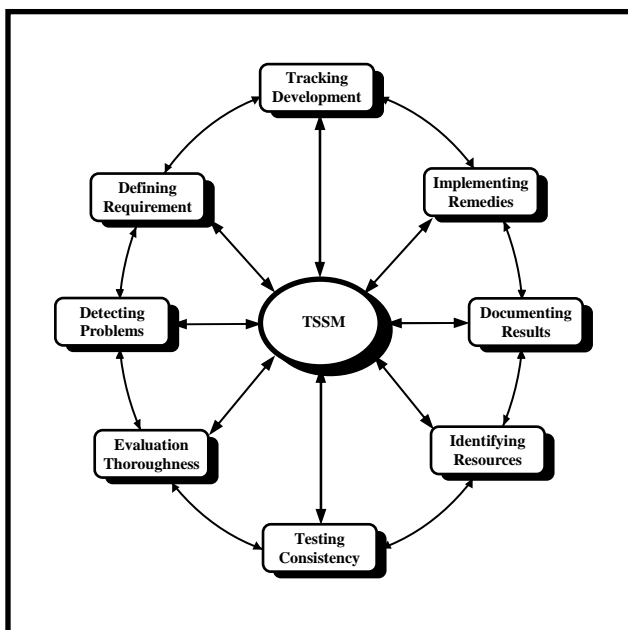 Tracking
Development
Defining
Requirement
Implementing
Remedies
Detecting
Problems
TSSM
Documenting
Results
Evaluation
Thoroughness
Identifying
Resources
Testing
Consistency